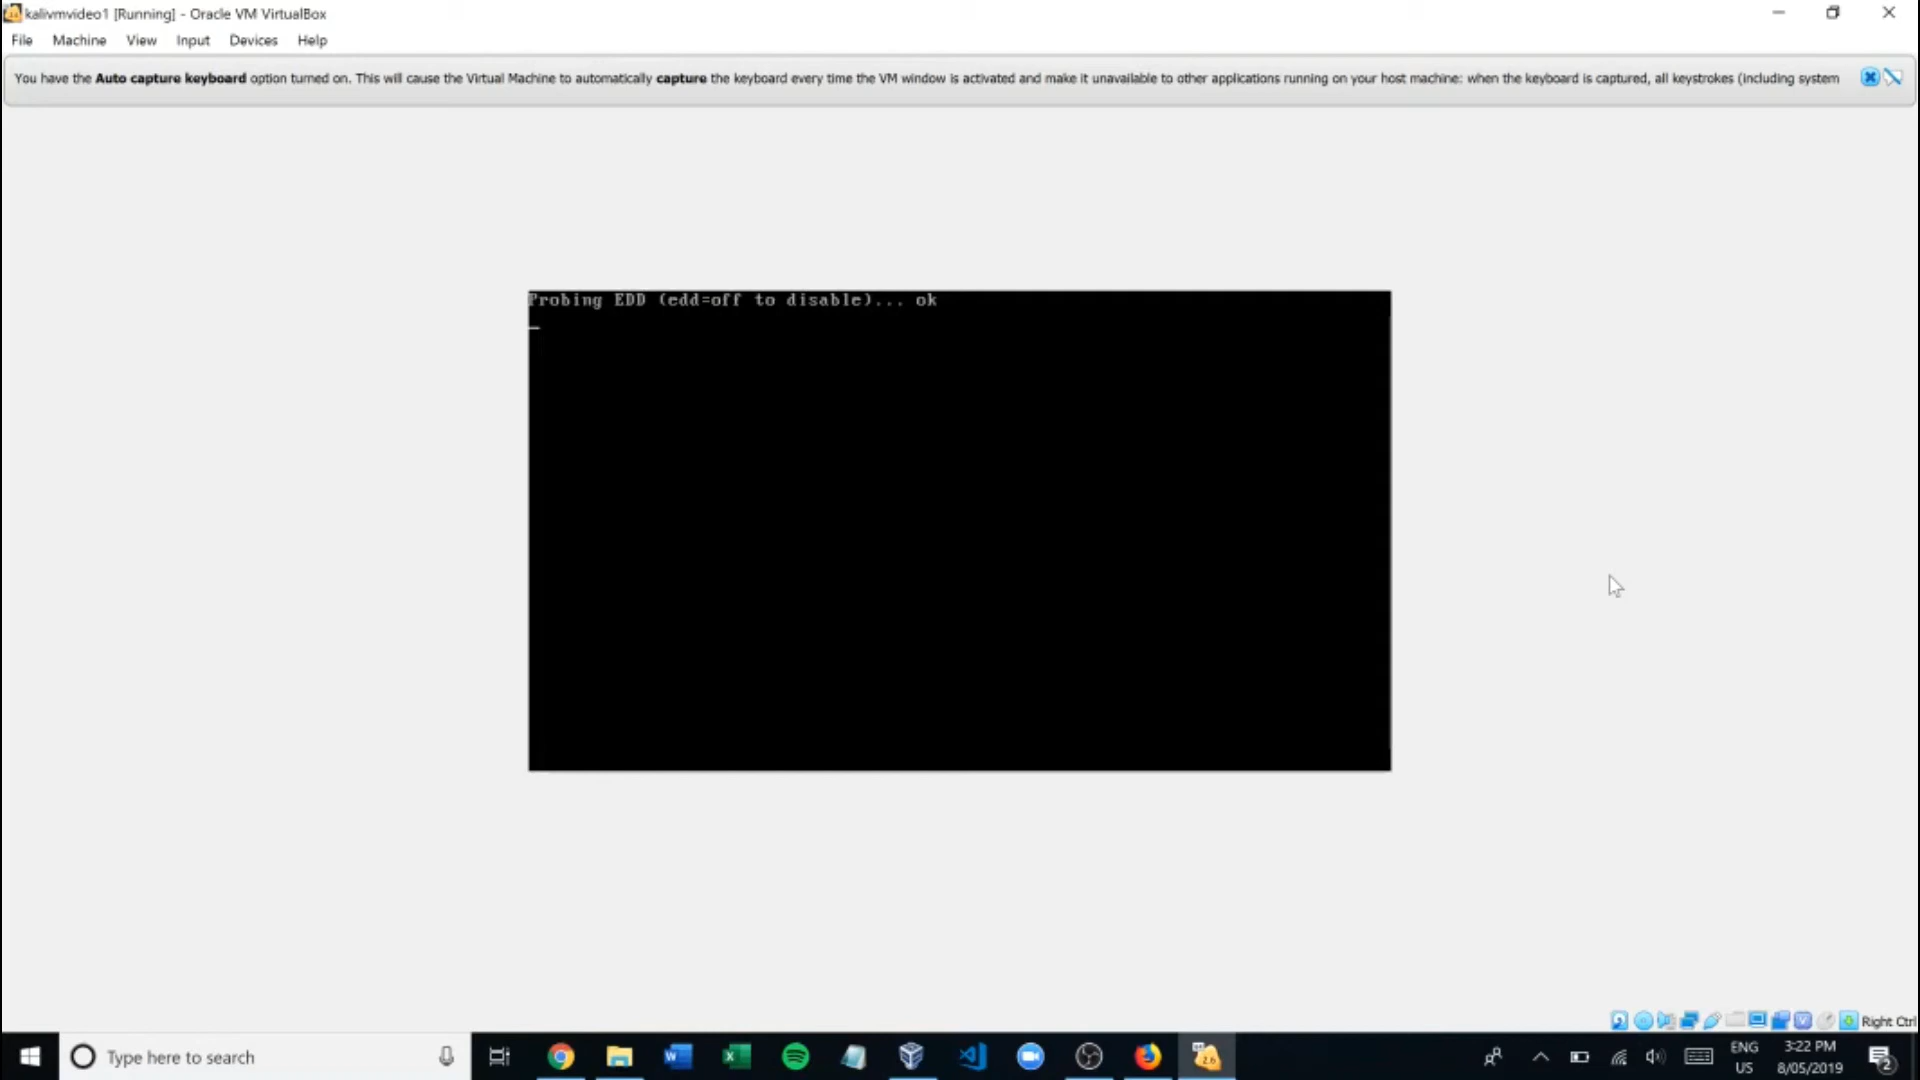 kalivmvideo1 [Running] - Oracle VM VirtualBox
File Machine View Input Devices Help
You have the Auto capture keyboard option turned on. This will cause the Virtual Machine to automatically capture the keyboard every time the VM window is activated and make it unavailable to other applications running on your host machine: when the keyboard is captured, all keystrokes (including system
Probing EDD (edd=off to disable)... ok
Right Ctrl
Type here to search
ENG
US
3:22 PM
8/05/2019
2